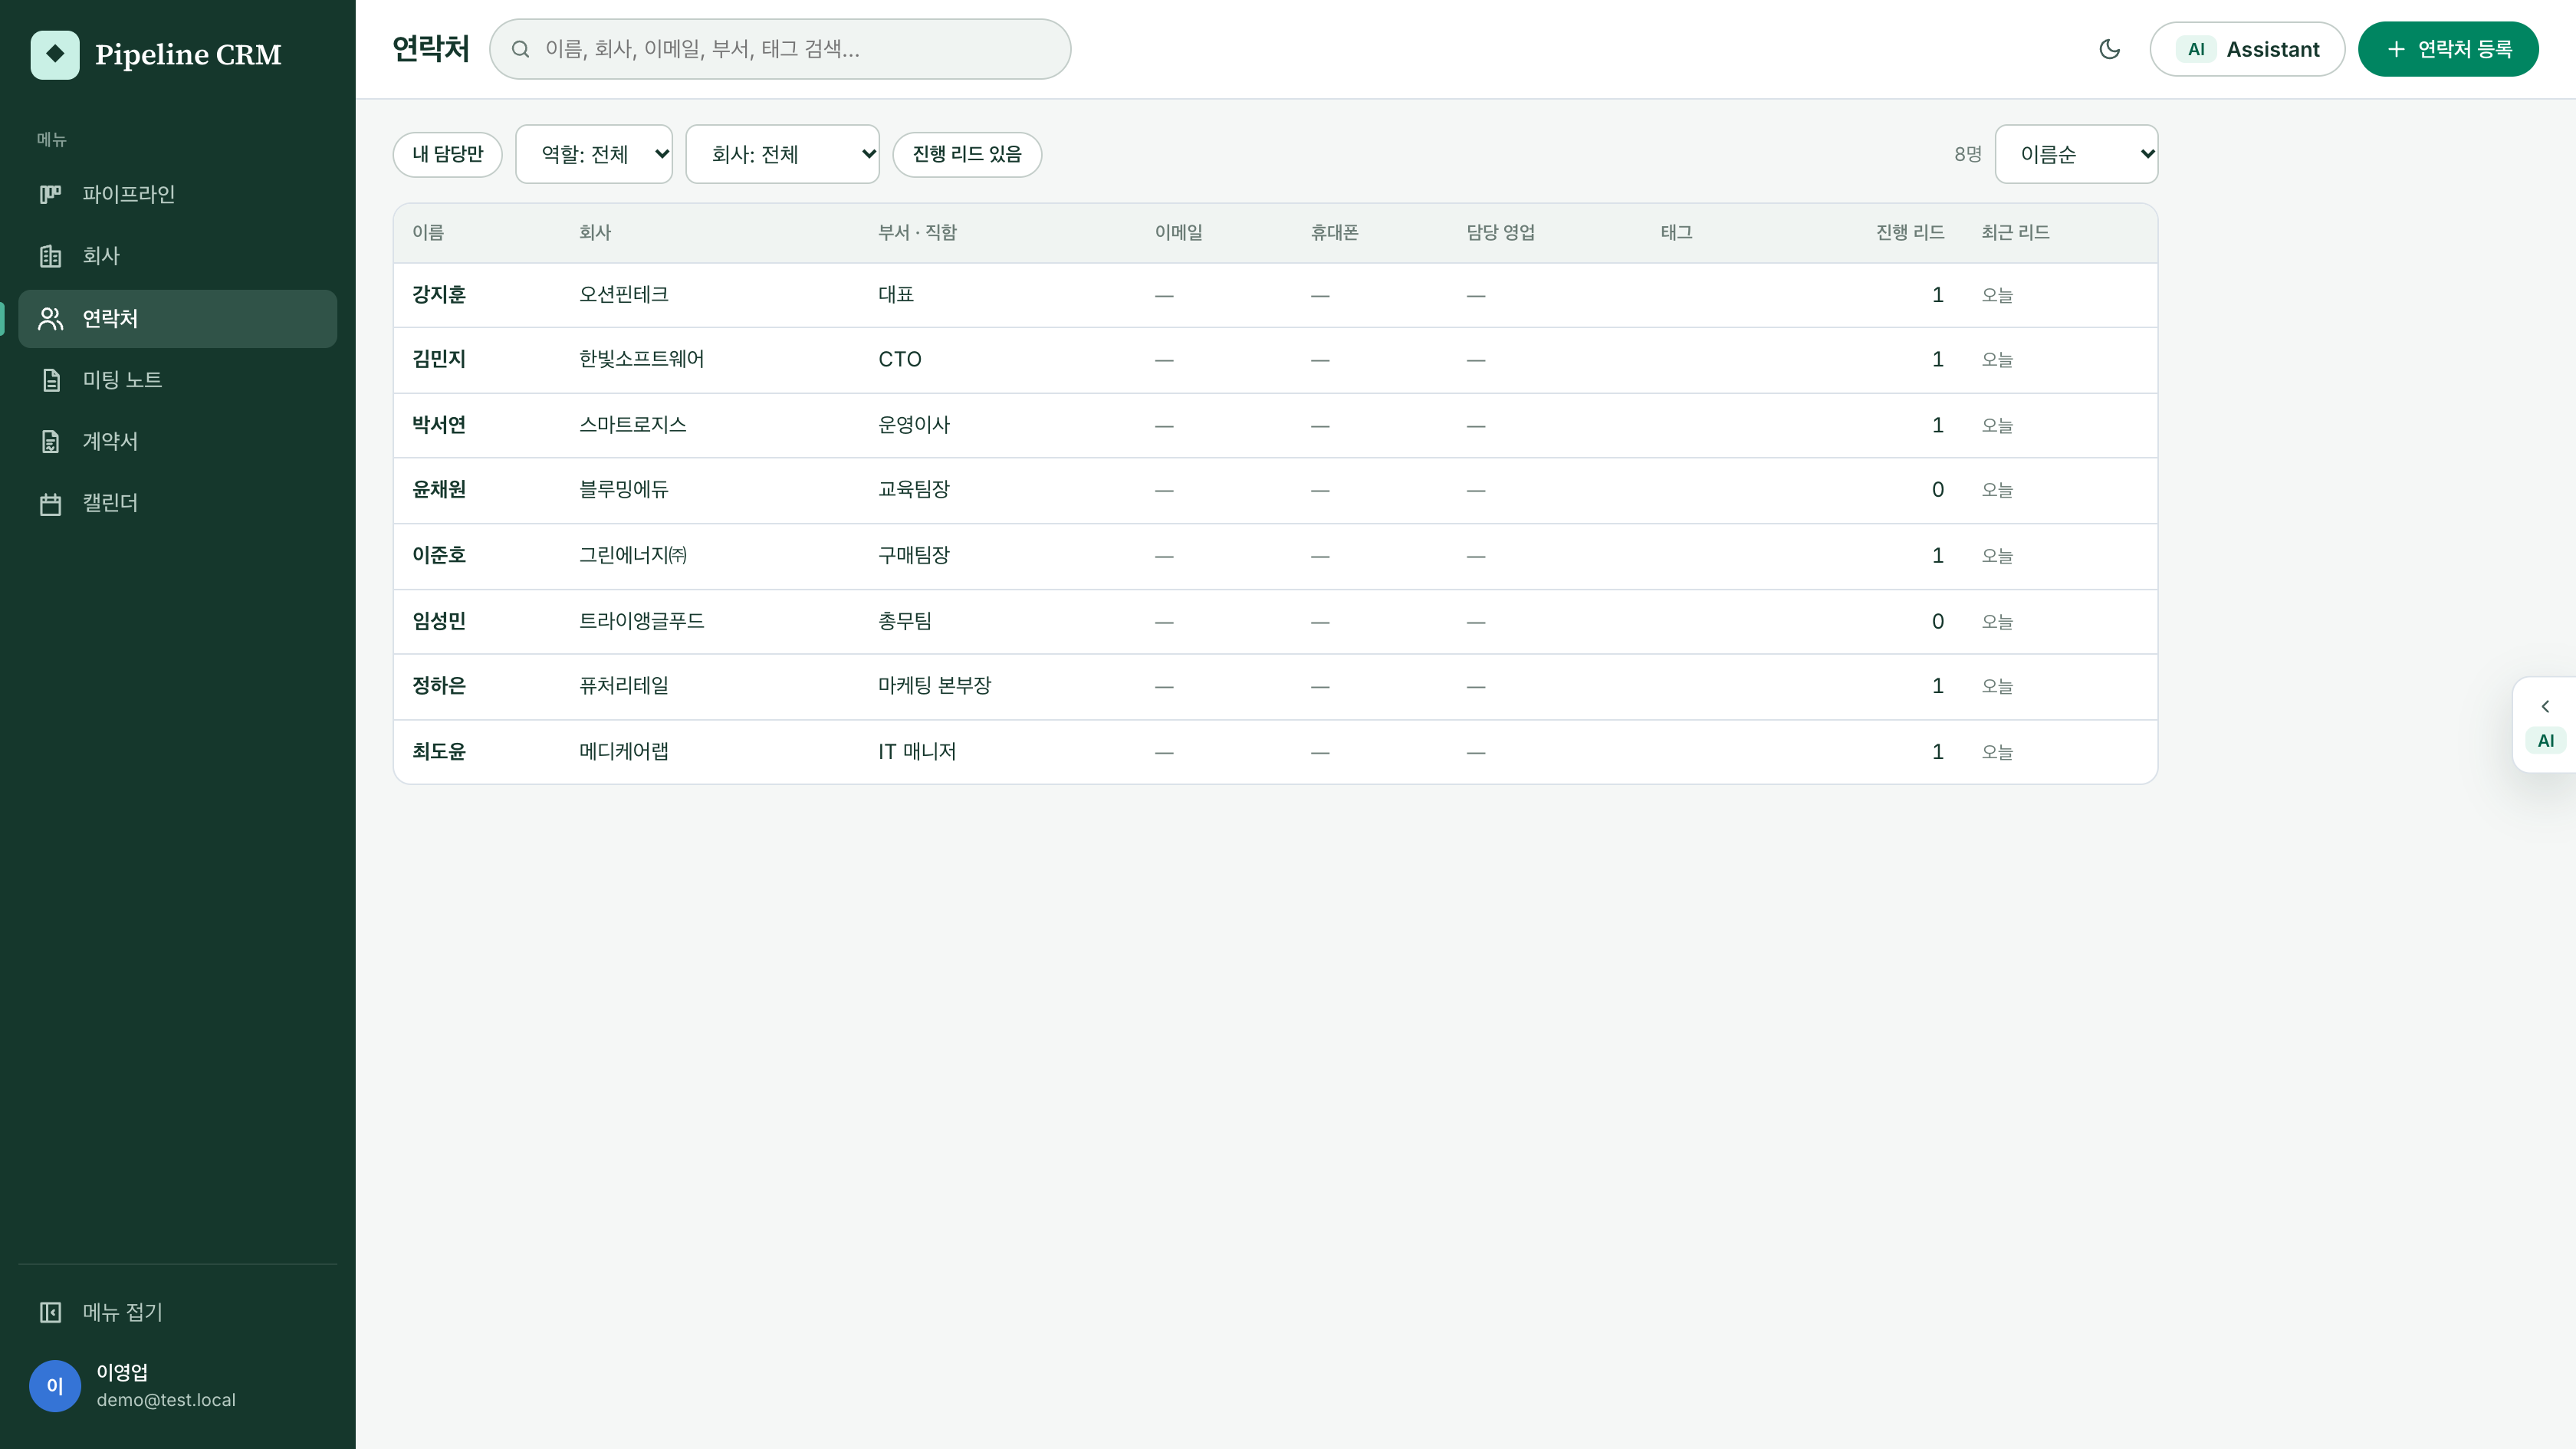 Pipeline CRM
메뉴
파이프라인
회사
연락처
미팅 노트
계약서
캘린더
메뉴 접기
이
이영업
demo@test.local
연락처
이름, 회사, 이메일, 부서, 태그 검색...
AI Assistant
연락처 등록
내 담당만
역할: 전체
회사: 전체
진행 리드 있음
8명
이름순
이름 회사 부서 · 직함 이메일 휴대폰 담당 영업 태그 진행 리드 최근 리드
강지훈 오션핀테크 대표 — — — 1 오늘
김민지 한빛소프트웨어 CTO — — — 1 오늘
박서연 스마트로지스 운영이사 — — — 1 오늘
윤채원 블루밍에듀 교육팀장 — — — 0 오늘
이준호 그린에너지㈜ 구매팀장 — — — 1 오늘
임성민 트라이앵글푸드 총무팀 — — — 0 오늘
정하은 퓨처리테일 마케팅 본부장 — — — 1 오늘
최도윤 메디케어랩 IT 매니저 — — — 1 오늘
AI